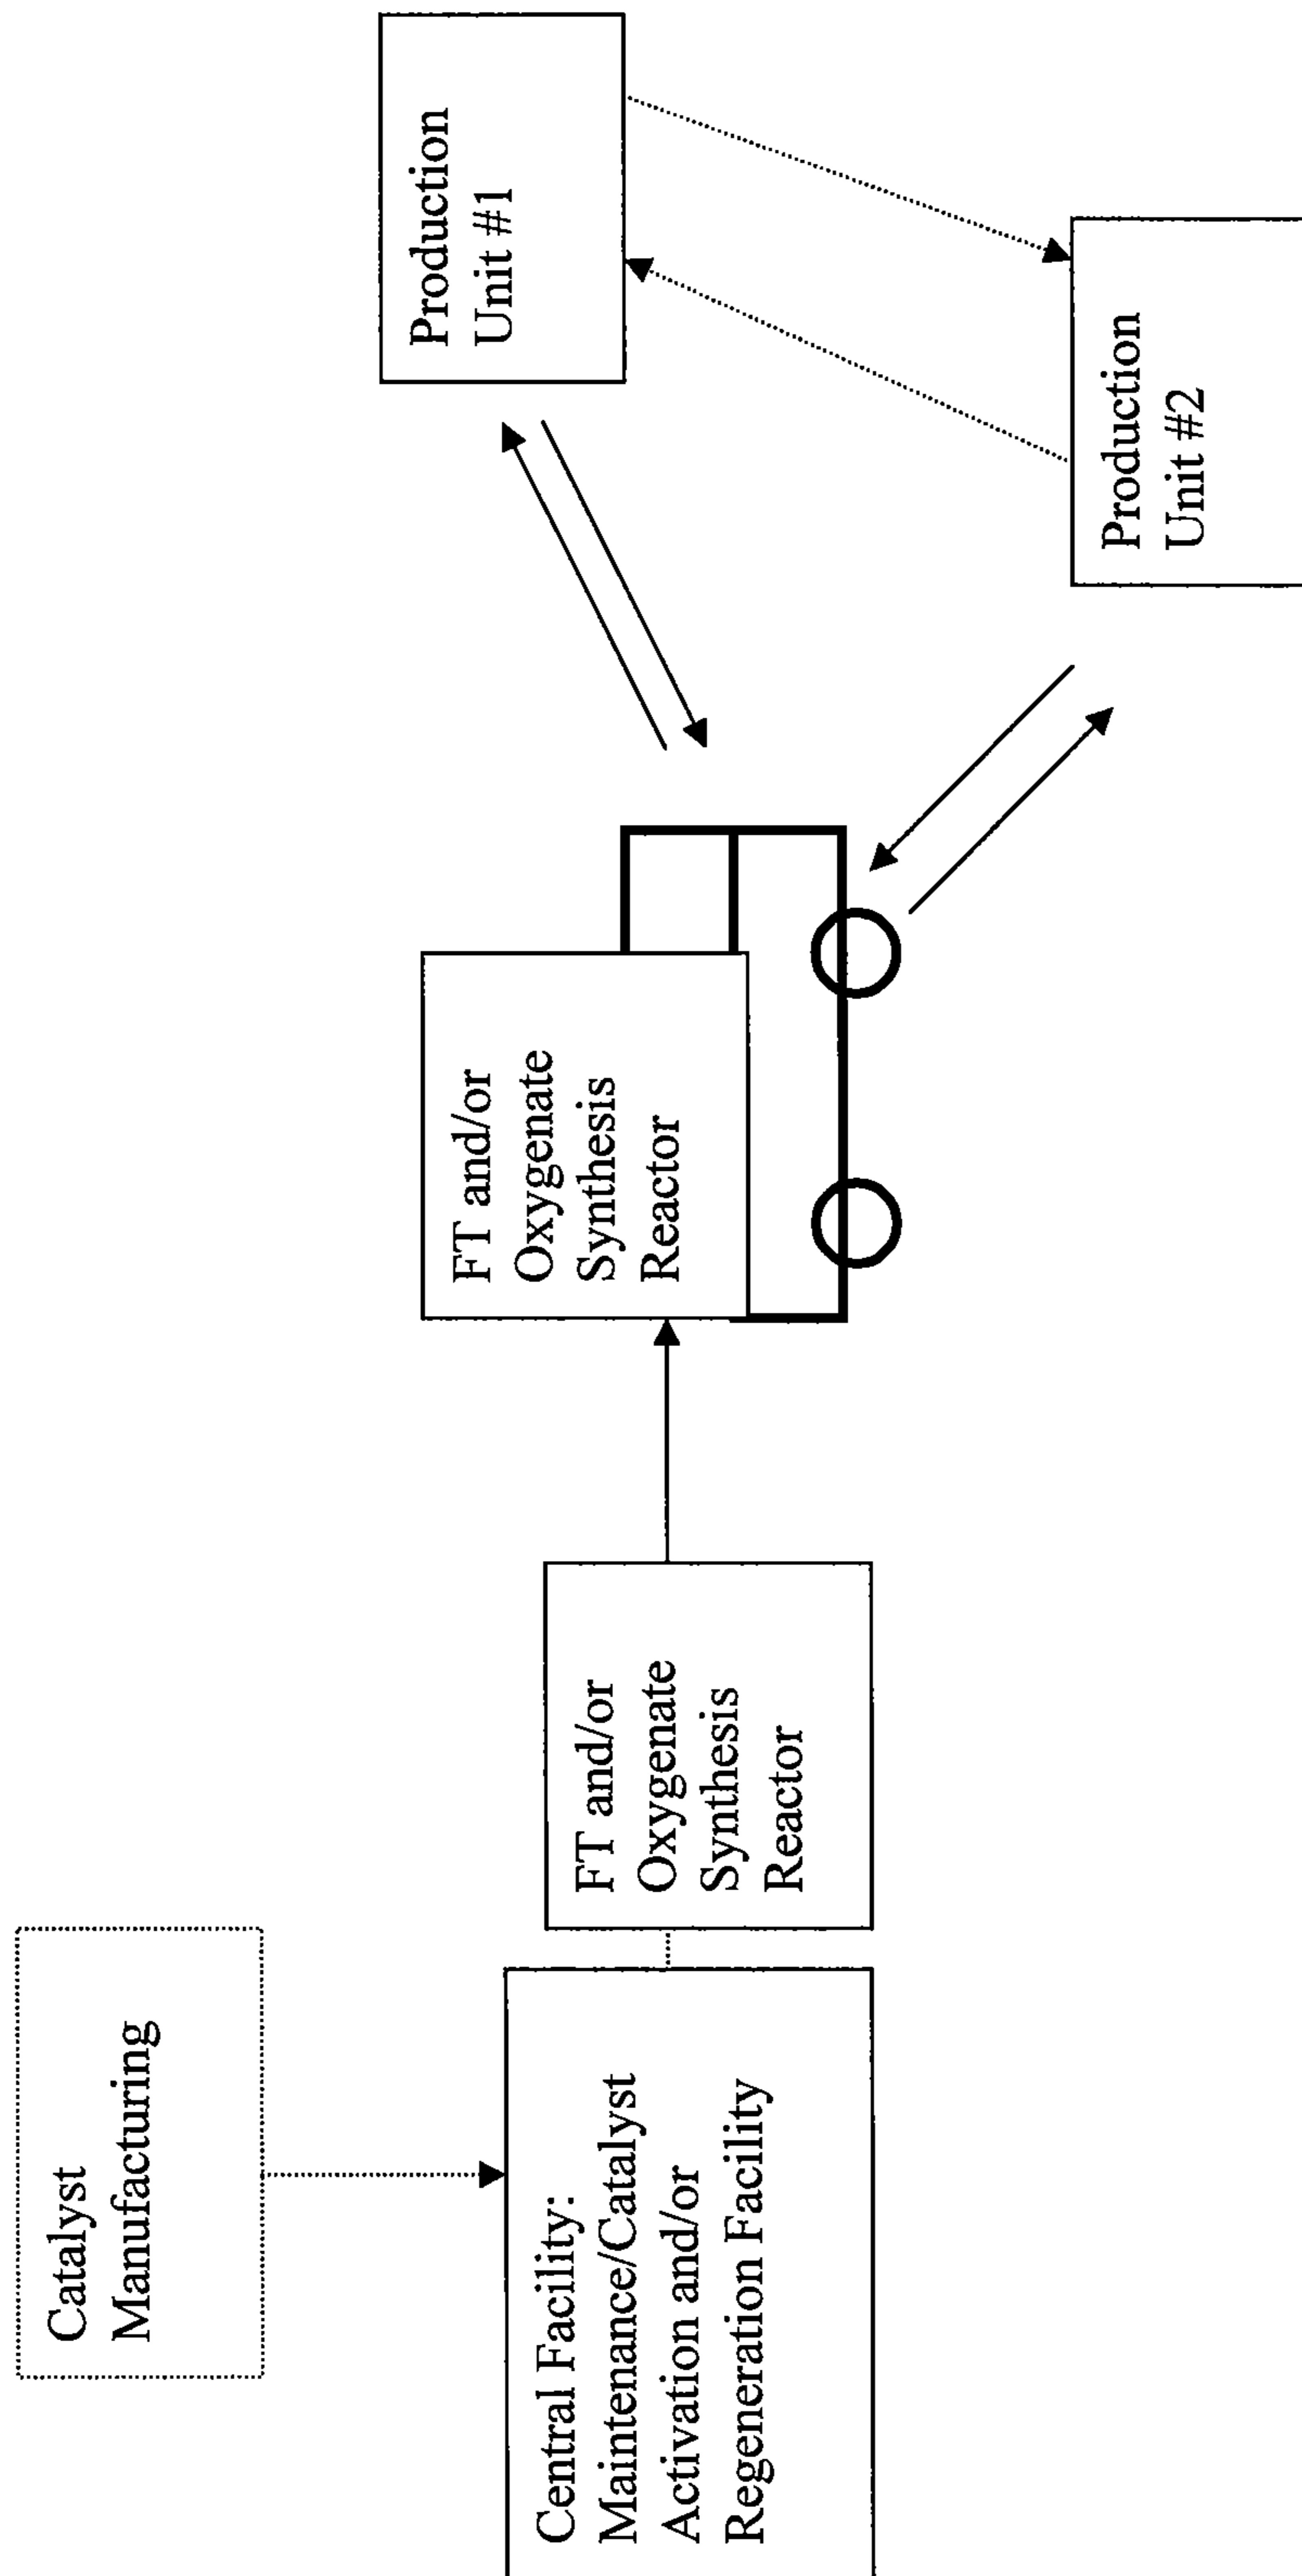 Catalyst
Manufacturing
Central Facility:
Maintenance/Catalyst
Activation and/or
Regeneration Facility
FT and/or
Oxygenate
Synthesis
Reactor
FT and/or
Oxygenate
Synthesis
Reactor
Production
Unit #1
Production
Unit #2